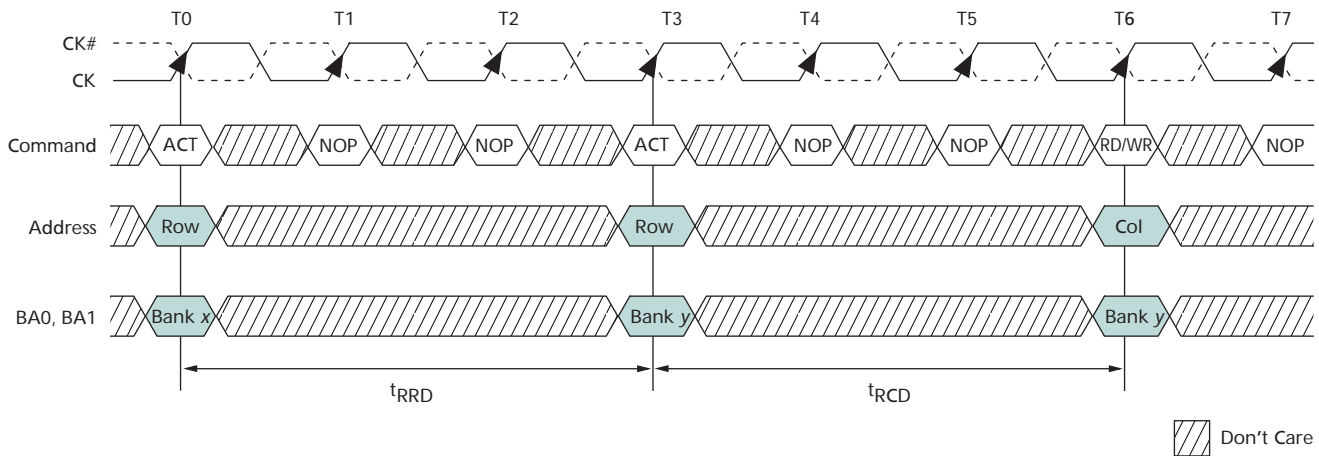 T0 T1 T2 T3 T4 T5 T6 T7
CK#
CK
Command ACT NOP NOP ACT NOP NOP RD/WR NOP
Address Row Row Col
BA0, BA1 Bank x Bank y Bank y
tRRD tRCD
Don't Care